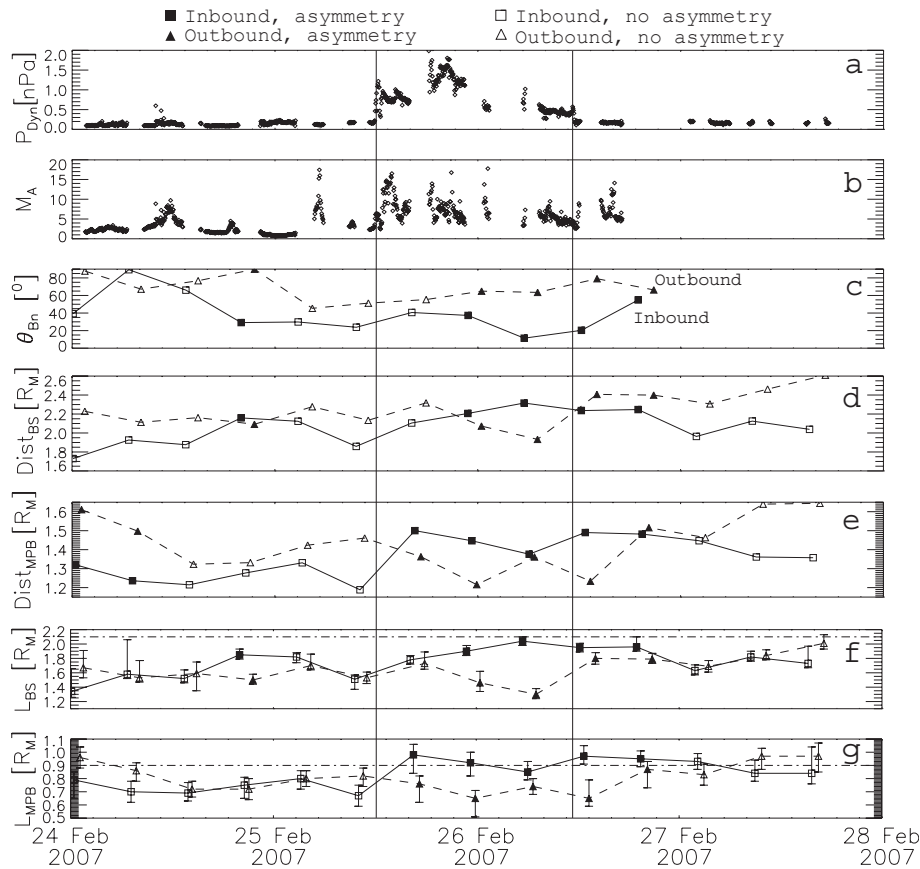 ■ Inbound, asymmetry □ Inbound, no asymmetry
▲ Outbound, asymmetry △ Outbound, no asymmetry
P_Dyn [nPa]
2.0
1.5
1.0
0.5
0.0
a
M_A
20
15
10
5
0
b
θ_Bn [°]
80
60
40
20
0
c
Outbound
Inbound
Dist_BS [R_M]
2.6
2.4
2.2
2.0
1.8
1.6
d
Dist_MPB [R_M]
1.6
1.5
1.4
1.3
1.2
e
L_BS [R_M]
2.2
2.0
1.8
1.6
1.4
1.2
f
L_MPB [R_M]
1.0
0.9
0.8
0.7
0.6
0.5
g
24 Feb 25 Feb 26 Feb 27 Feb 28 Feb
2007 2007 2007 2007 2007